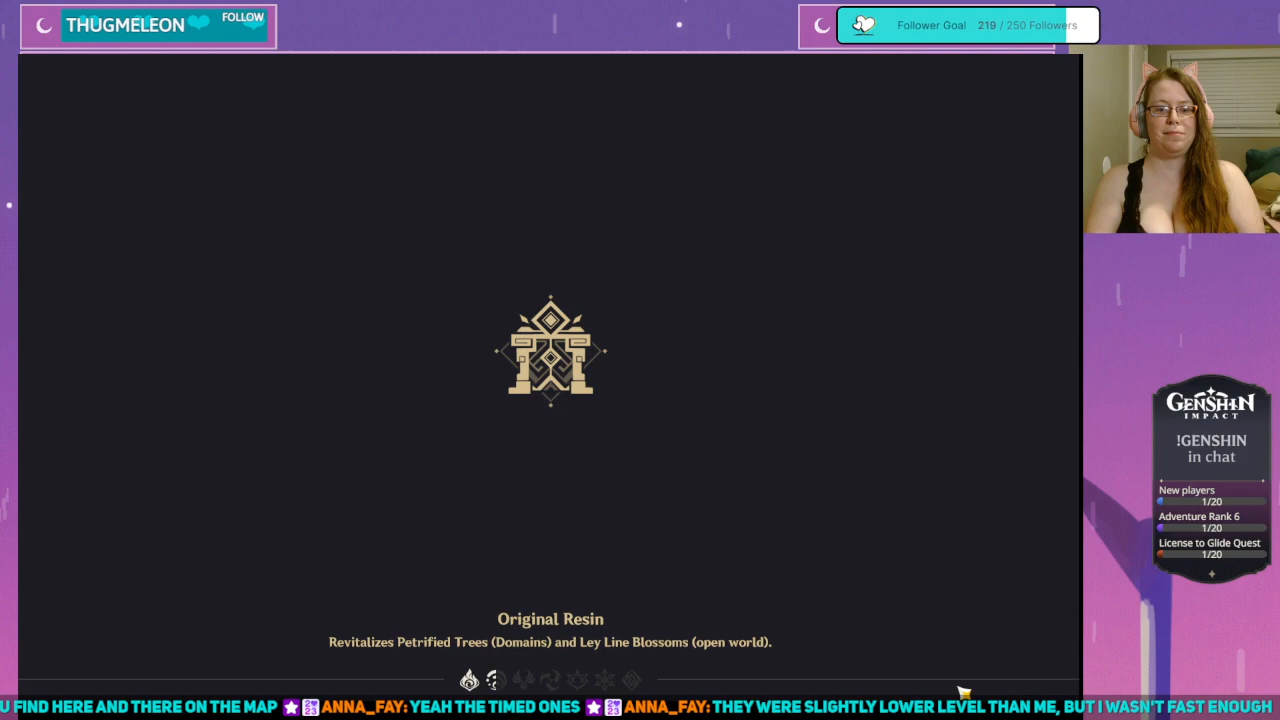 THUGMELEON
FOLLOW
Follower Goal 219 / 250 Followers
GENSHIN
IMPACT
!GENSHIN
in chat
New players
1/20
Adventure Rank 6
1/20
License to Glide Quest
1/20
Original Resin
Revitalizes Petrified Trees (Domains) and Ley Line Blossoms (open world).
U FIND HERE AND THERE ON THE MAP ANNA_FAY: YEAH THE TIMED ONES ANNA_FAY: THEY WERE SLIGHTLY LOWER LEVEL THAN ME, BUT I WASN'T FAST ENOUGH